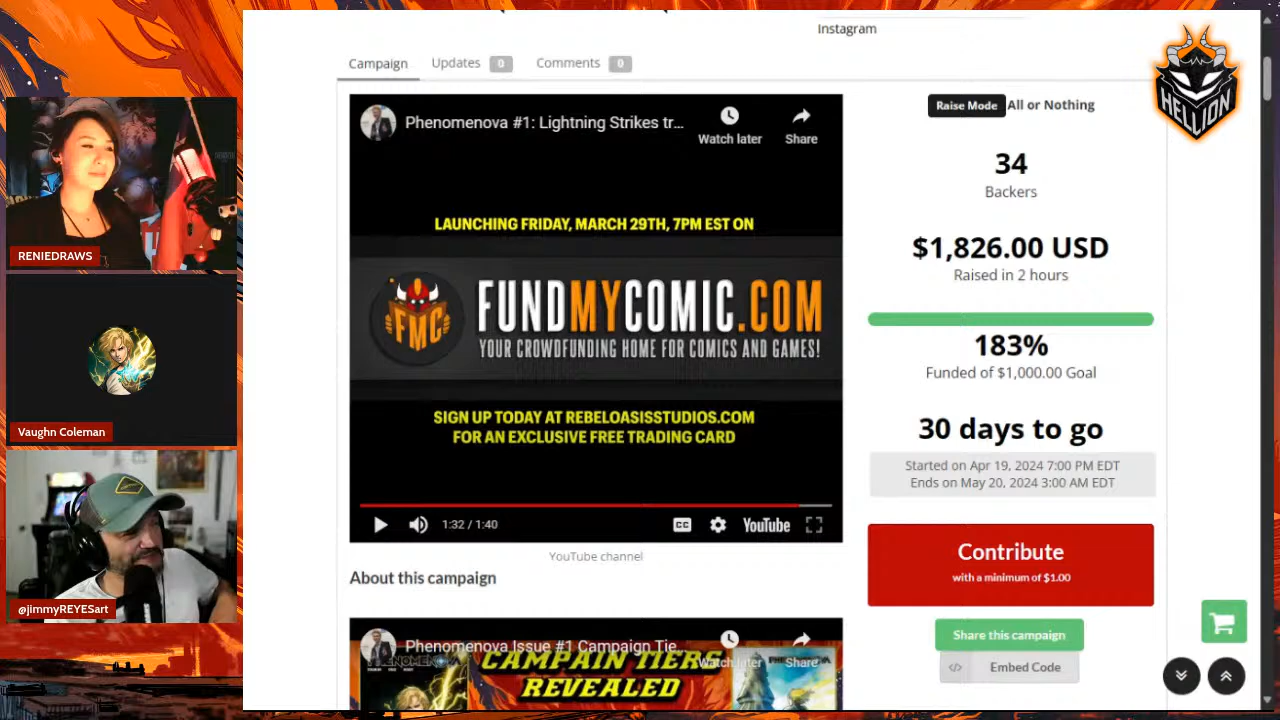 Instagram
Campaign
Updates 0
Comments 0
Phenomenova #1: Lightning Strikes tr...
Watch later
Share
LAUNCHING FRIDAY, MARCH 29TH, 7PM EST ON
FMC
FUNDMYCOMIC.COM
YOUR CROWDFUNDING HOME FOR COMICS AND GAMES!
SIGN UP TODAY AT REBELOASISSTUDIOS.COM
FOR AN EXCLUSIVE FREE TRADING CARD
1:32 / 1:40
CC
YouTube
YouTube channel
About this campaign
Phenomenova Issue #1 Campaign Tie...
Watch later
Share
PHENOMENOVA
CAMPAIN TIERS
REVEALED
Raise Mode All or Nothing
34
Backers
$1,826.00 USD
Raised in 2 hours
183%
Funded of $1,000.00 Goal
30 days to go
Started on Apr 19, 2024 7:00 PM EDT
Ends on May 20, 2024 3:00 AM EDT
Contribute
with a minimum of $1.00
Share this campaign
</> Embed Code
HELLION
RENIEDRAWS
Vaughn Coleman
@jimmyREYESart